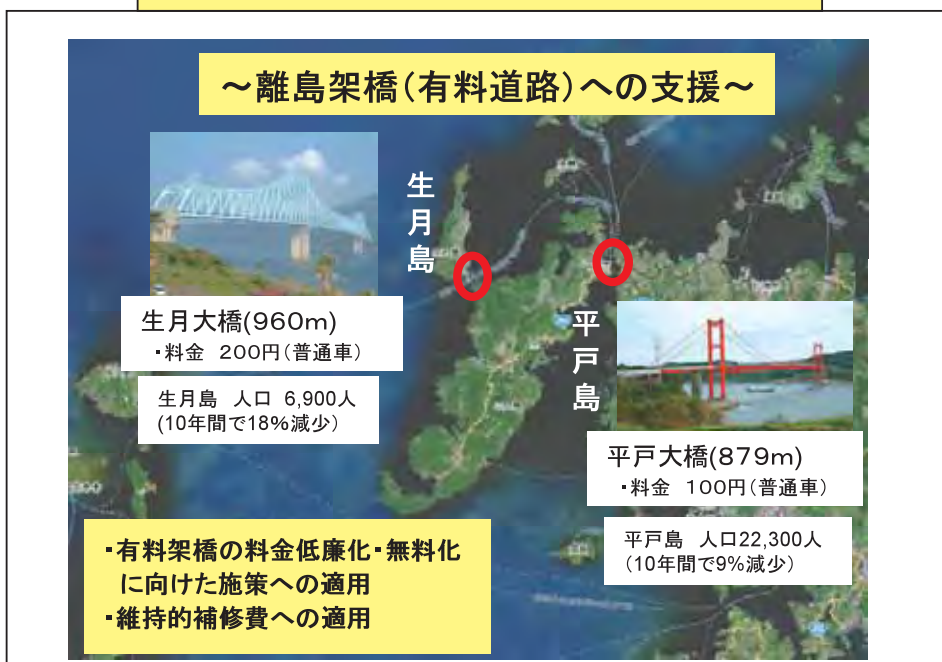 ～離島架橋（有料道路）への支援～
生月島
生月大橋(960m)
・料金 200円（普通車）
生月島 人口 6,900人
(10年間で18%減少）
平戸島
平戸大橋(879m)
・料金 100円（普通車）
平戸島 人口22,300人
（10年間で9%減少）
・有料架橋の料金低廉化・無料化
に向けた施策への適用
・維持的補修費への適用